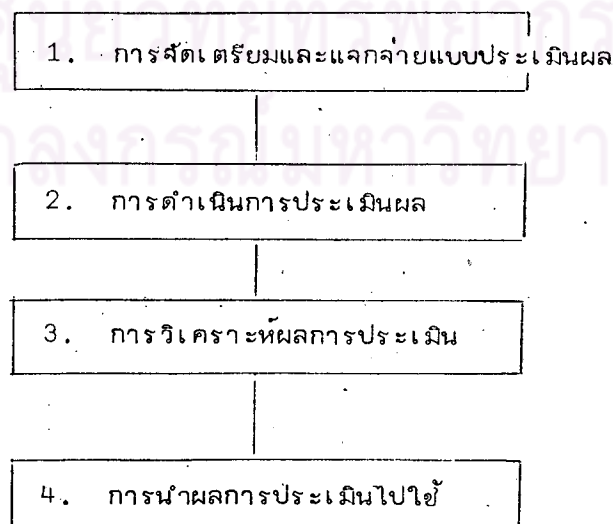 1. การจัดเตรียมและแจกจ่ายแบบประเมินผล
2. การดำเนินการประเมินผล
3. การวิเคราะห์ผลการประเมิน
4. การนำผลการประเมินไปใช้